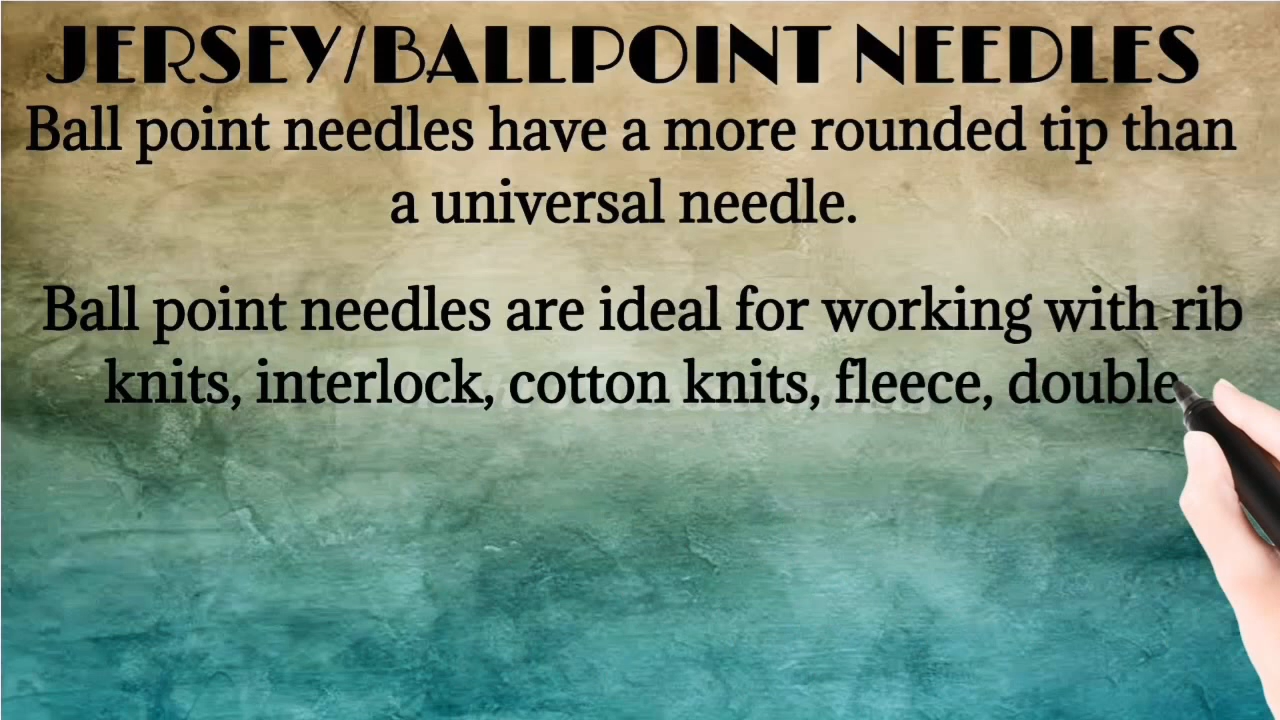 JERSEY/BALLPOINT NEEDLES
Ball point needles have a more rounded tip than
a universal needle.
Ball point needles are ideal for working with rib
knits, interlock, cotton knits, fleece, double